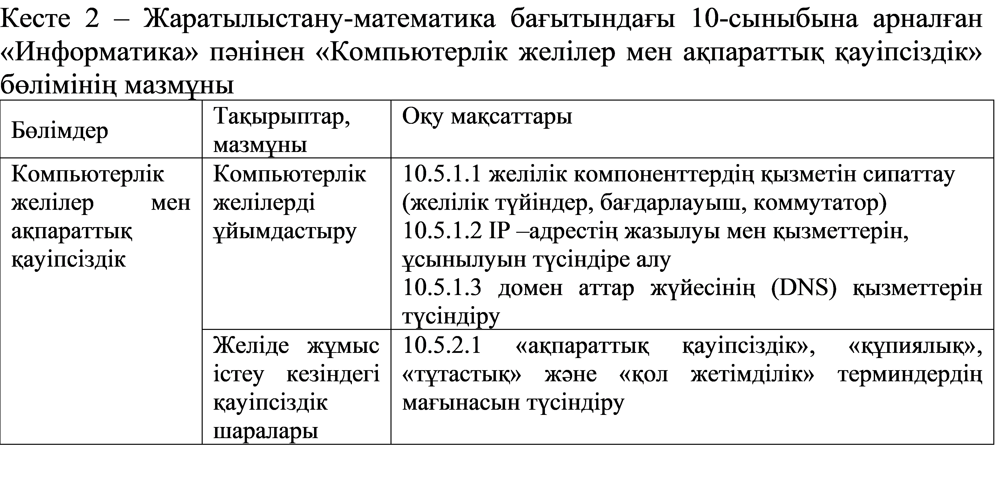 Кесте 2 – Жаратылыстану-математика бағытындағы 10-сыныбына арналған
«Информатика» пәнінен «Компьютерлік желілер мен ақпараттық қауіпсіздік»
бөлімінің мазмұны
Бөлімдер
Тақырыптар,
мазмұны
Оқу мақсаттары
Компьютерлік
желілер мен
ақпараттық
қауіпсіздік
Компьютерлік
желілерді
ұйымдастыру
10.5.1.1 желілік компоненттердің қызметін сипаттау
(желілік түйіндер, бағдарлауыш, коммутатор)
10.5.1.2 IP –адрестің жазылуы мен қызметтерін,
ұсынылуын түсіндіре алу
10.5.1.3 домен аттар жүйесінің (DNS) қызметтерін
түсіндіру
Желіде жұмыс
істеу кезіндегі
қауіпсіздік
шаралары
10.5.2.1 «ақпараттық қауіпсіздік», «құпиялық»,
«тұтастық» және «қол жетімділік» терминдердің
мағынасын түсіндіру